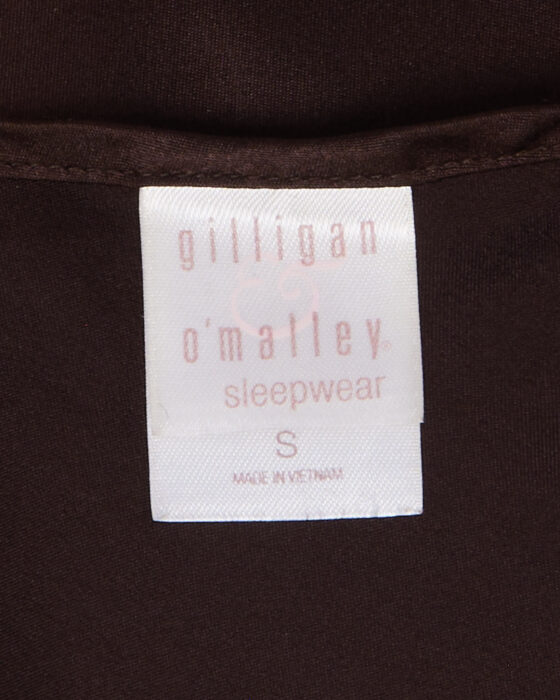 gilligan
&
o'malley®
sleepwear
S
MADE IN VIETNAM